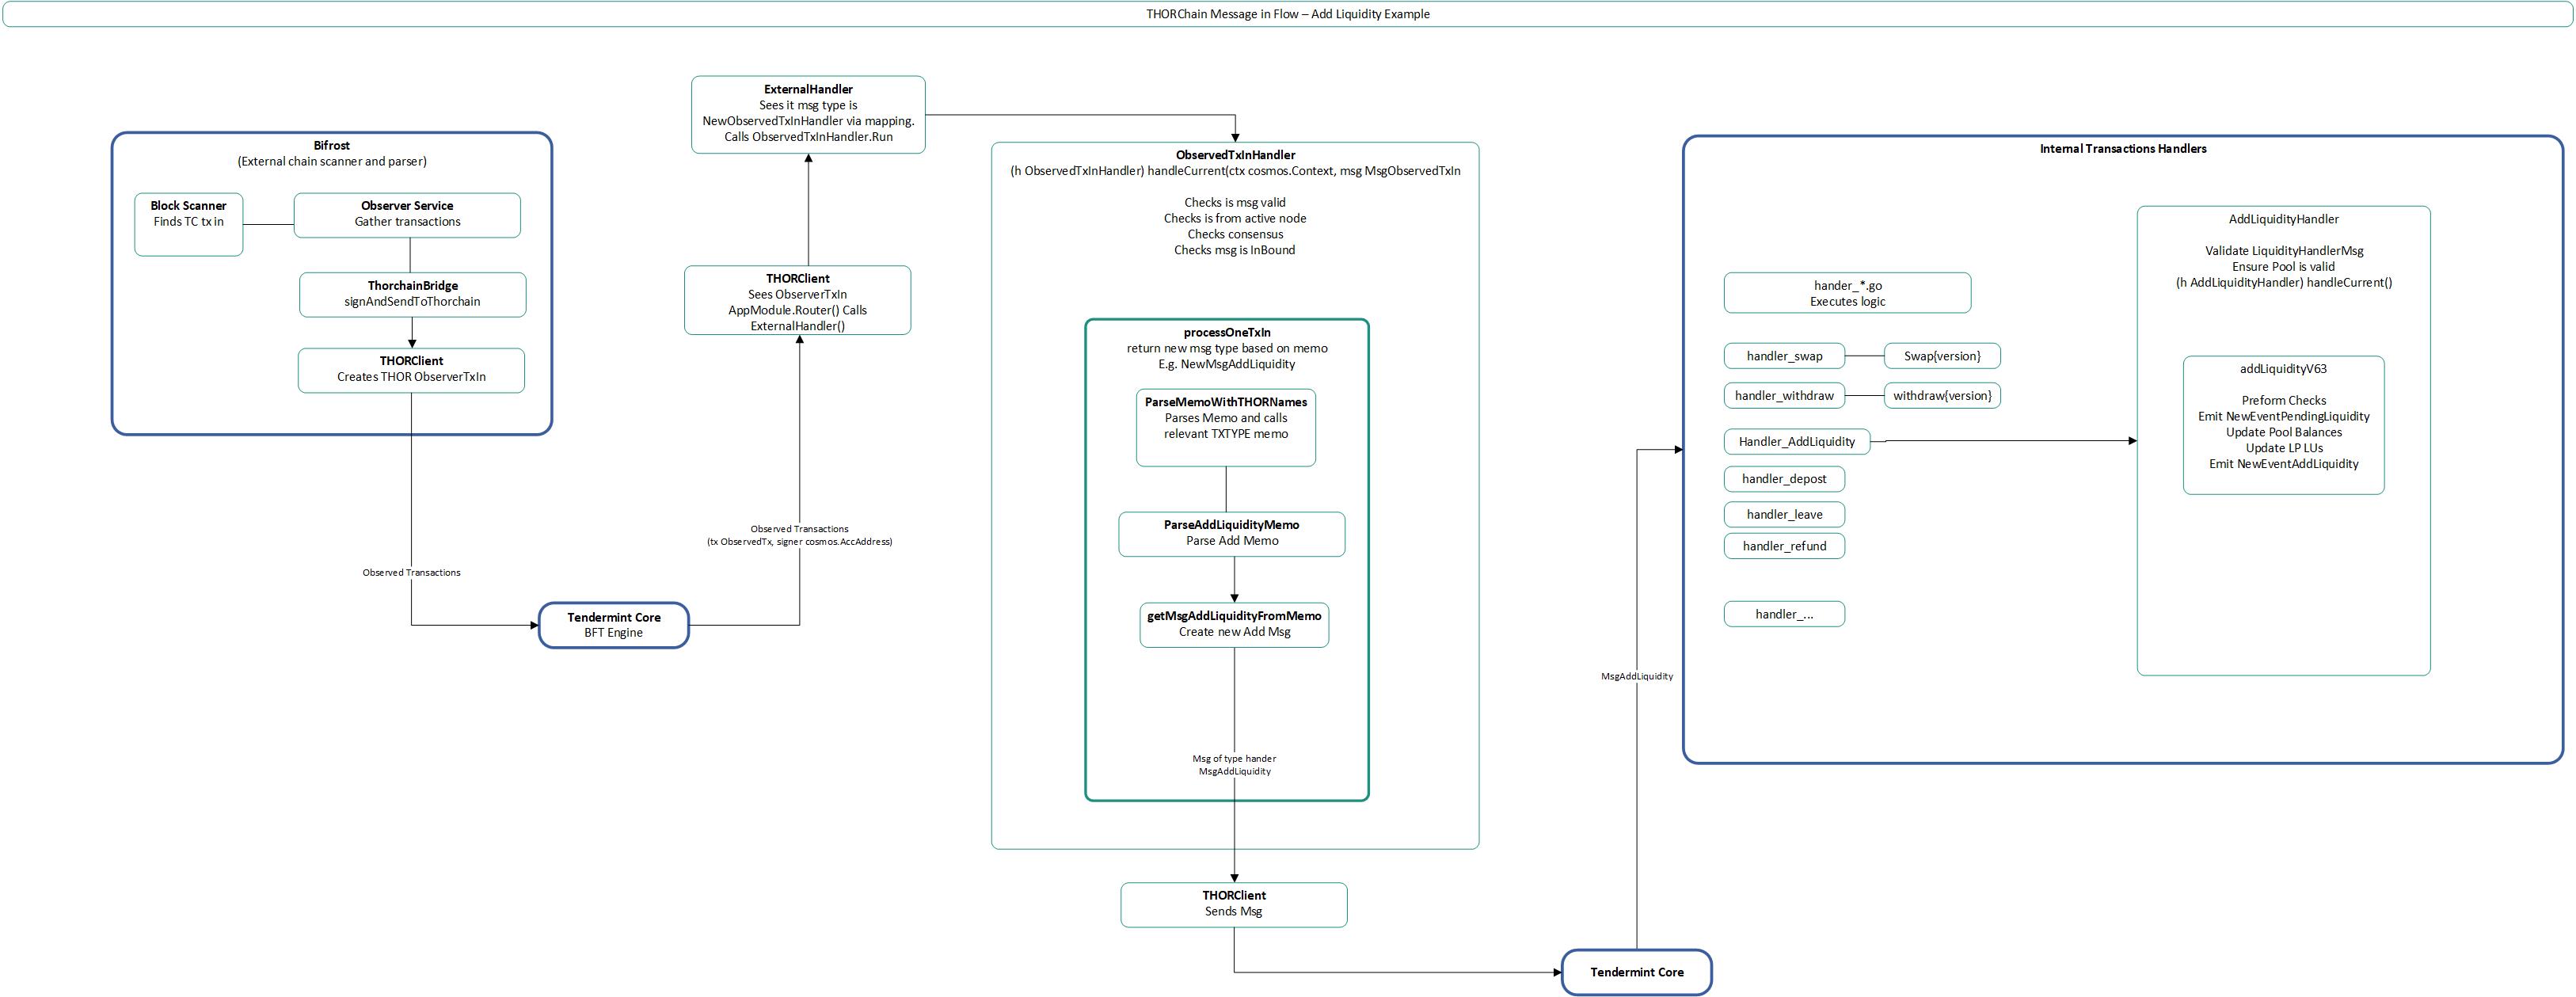 THORChain Message in Flow – Add Liquidity Example
Bifrost
(External chain scanner and parser)
Block Scanner
Finds TC tx in
Observer Service
Gather transactions
ThorchainBridge
signAndSendToThorchain
THORClient
Creates THOR ObserverTxIn
Observed Transactions
Tendermint Core
BFT Engine
Observed Transactions
(tx ObservedTx, signer cosmos.AccAddress)
THORClient
Sees ObserverTxIn
AppModule.Router() Calls
ExternalHandler()
ExternalHandler
Sees it msg type is
NewObservedTxInHandler via mapping.
Calls ObservedTxInHandler.Run
ObservedTxInHandler
(h ObservedTxInHandler) handleCurrent(ctx cosmos.Context, msg MsgObservedTxIn
Checks is msg valid
Checks is from active node
Checks consensus
Checks msg is InBound
processOneTxIn
return new msg type based on memo
E.g. NewMsgAddLiquidity
ParseMemoWithTHORNames
Parses Memo and calls
relevant TXTYPE memo
ParseAddLiquidityMemo
Parse Add Memo
getMsgAddLiquidityFromMemo
Create new Add Msg
Msg of type hander
MsgAddLiquidity
THORClient
Sends Msg
Tendermint Core
MsgAddLiquidity
Internal Transactions Handlers
hander_*.go
Executes logic
handler_swap
Swap{version}
handler_withdraw
withdraw{version}
Handler_AddLiquidity
handler_depost
handler_leave
handler_refund
handler_...
AddLiquidityHandler
Validate LiquidityHandlerMsg
Ensure Pool is valid
(h AddLiquidityHandler) handleCurrent()
addLiquidityV63
Preform Checks
Emit NewEventPendingLiquidity
Update Pool Balances
Update LP LUs
Emit NewEventAddLiquidity